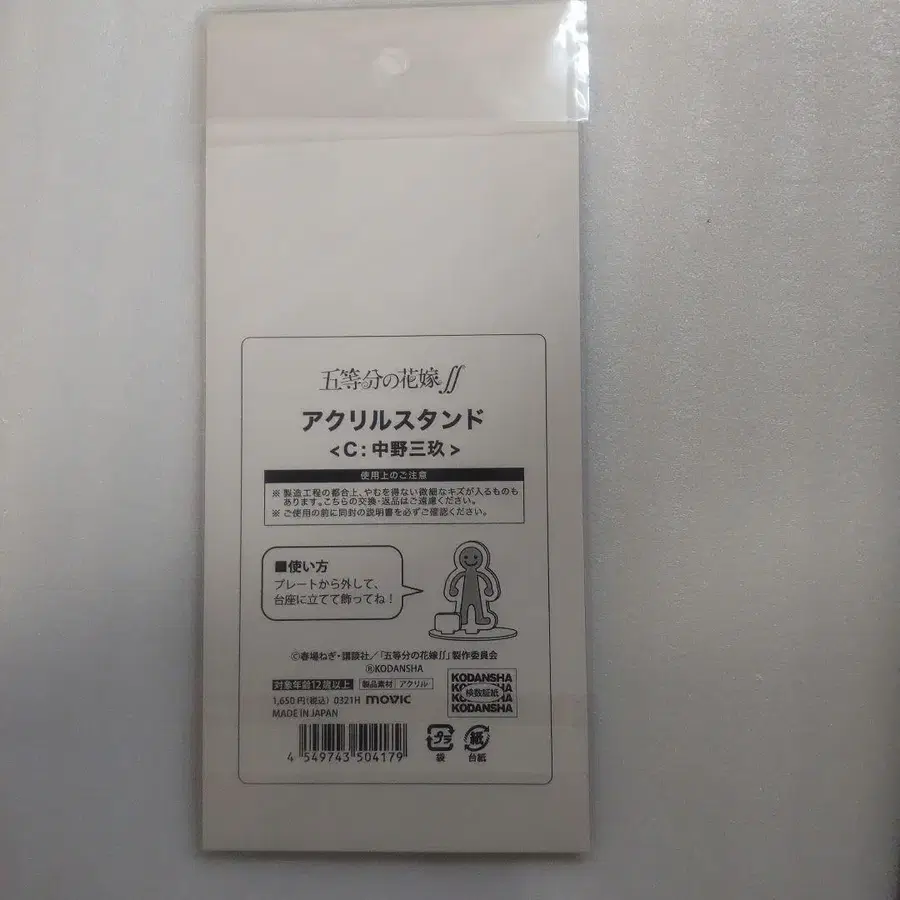 五等分の花嫁∬
アクリルスタンド
<C:中野三玖>
使用上のご注意
※ 製造工程の都合上、やむを得ない微細なキズが入るものも
あります。こちらの交換・返品はご遠慮ください。
※ ご使用の前に同封の説明書を必ずご確認ください。
■使い方
プレートから外して、
台座に立てて飾ってね!
©春場ねぎ・講談社/「五等分の花嫁∬」製作委員会
®KODANSHA
対象年齢12歳以上 製品素材 アクリル
1,650円(税込) 0321H movic
MADE IN JAPAN
KODANSHA
KODANSHA
検数証紙
KODANSHA
KODANSHA
4 549743 504179
プラ
袋
紙
台紙